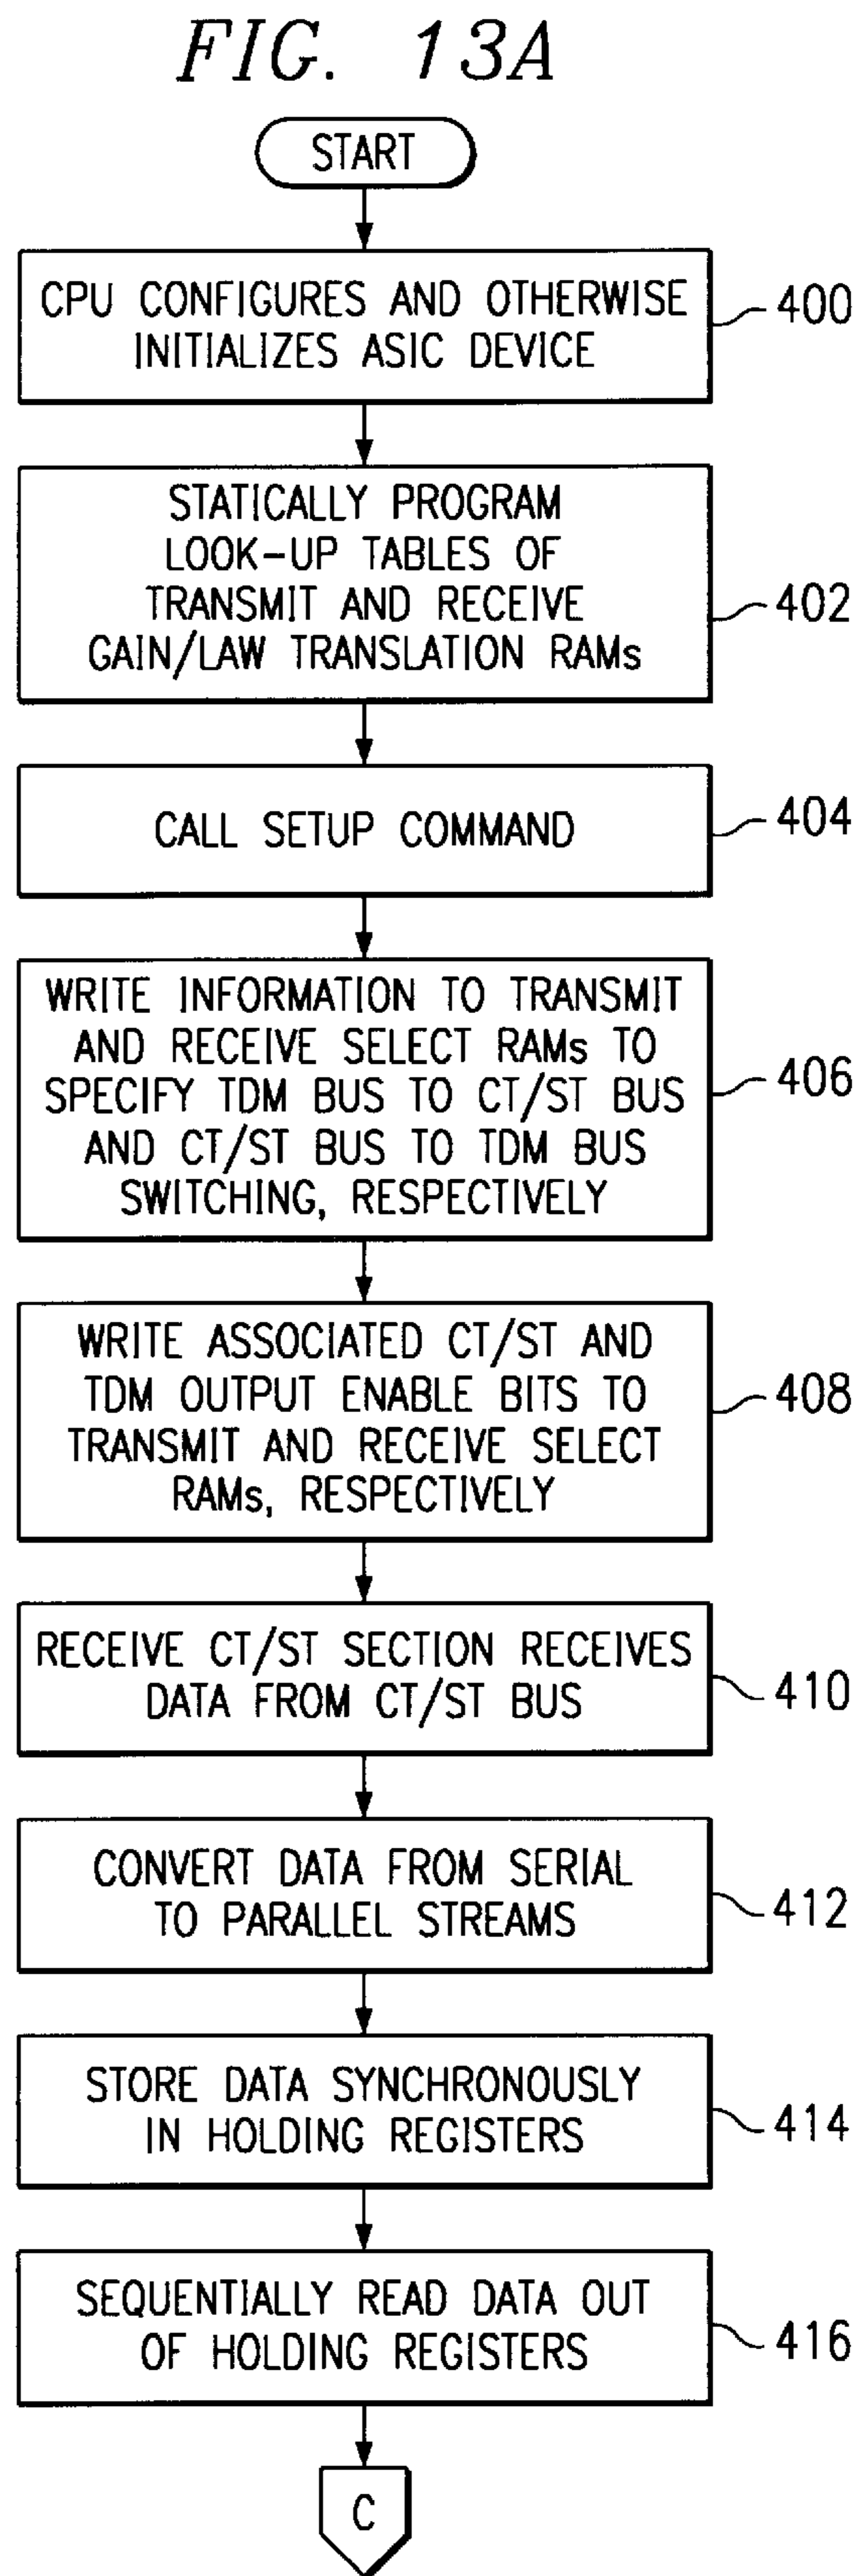 FIG. 13A
START
CPU CONFIGURES AND OTHERWISE
INITIALIZES ASIC DEVICE
400
STATICALLY PROGRAM
LOOK-UP TABLES OF
TRANSMIT AND RECEIVE
GAIN/LAW TRANSLATION RAMs
402
CALL SETUP COMMAND
404
WRITE INFORMATION TO TRANSMIT
AND RECEIVE SELECT RAMs TO
SPECIFY TDM BUS TO CT/ST BUS
AND CT/ST BUS TO TDM BUS
SWITCHING, RESPECTIVELY
406
WRITE ASSOCIATED CT/ST AND
TDM OUTPUT ENABLE BITS TO
TRANSMIT AND RECEIVE SELECT
RAMs, RESPECTIVELY
408
RECEIVE CT/ST SECTION RECEIVES
DATA FROM CT/ST BUS
410
CONVERT DATA FROM SERIAL
TO PARALLEL STREAMS
412
STORE DATA SYNCHRONOUSLY
IN HOLDING REGISTERS
414
SEQUENTIALLY READ DATA OUT
OF HOLDING REGISTERS
416
C